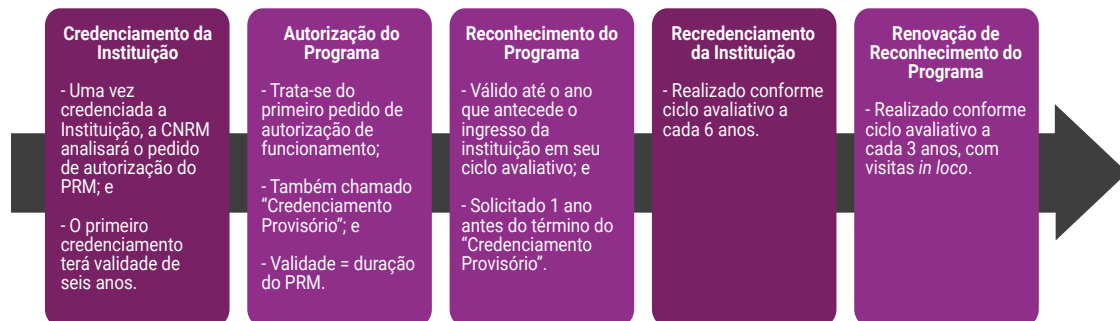 Credenciamento da
Instituição
- Uma vez
credenciada a
Instituição, a CNRM
analisará o pedido
de autorização do
PRM; e
- O primeiro
credenciamento
terá validade de
seis anos.
Autorização do
Programa
- Trata-se do
primeiro pedido de
autorização de
funcionamento;
- Também chamado
“Credenciamento
Provisório”; e
- Validade = duração
do PRM.
Reconhecimento do
Programa
- Válido até o ano
que antecede o
ingresso da
instituição em seu
ciclo avaliativo; e
- Solicitado 1 ano
antes do término do
“Credenciamento
Provisório”.
Recredenciamento
da Instituição
- Realizado conforme
ciclo avaliativo a
cada 6 anos.
Renovação de
Reconhecimento do
Programa
- Realizado conforme
ciclo avaliativo a
cada 3 anos, com
visitas in loco.